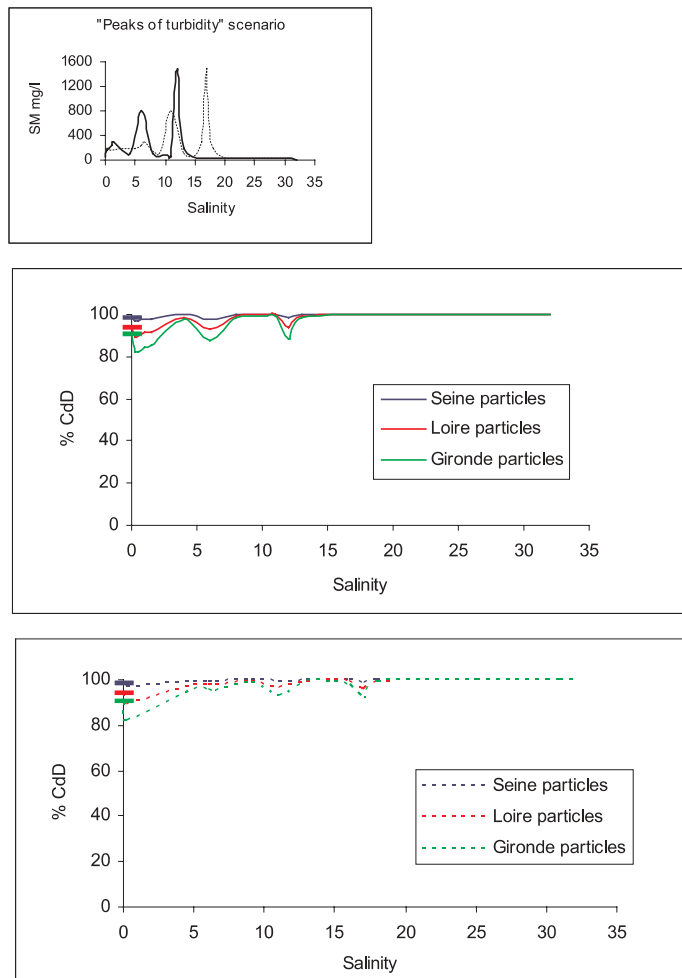 "Peaks of turbidity" scenario
SM mg/l
1600
1200
800
400
0
0 5 10 15 20 25 30 35
Salinity
% CdD
100
80
60
40
20
0
Seine particles
Loire particles
Gironde particles
0 5 10 15 20 25 30 35
Salinity
% CdD
100
80
60
40
20
0
Seine particles
Loire particles
Gironde particles
0 5 10 15 20 25 30 35
Salinity